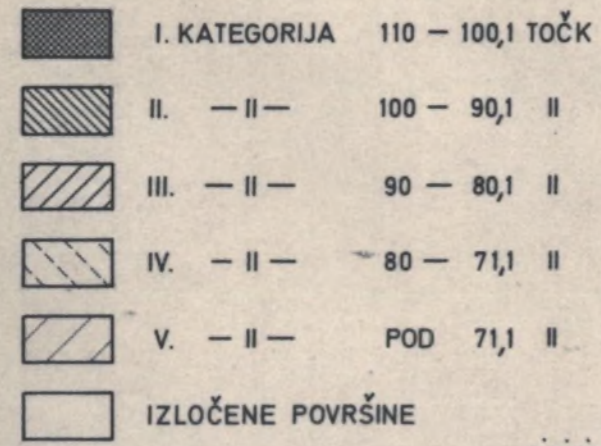 I. KATEGORIJA 110 — 100,1 TOČK
II. — II — 100 — 90,1 II
III. — II — 90 — 80,1 II
IV. — II — 80 — 71,1 II
V. — II — POD 71,1 II
IZLOČENE POVRŠINE